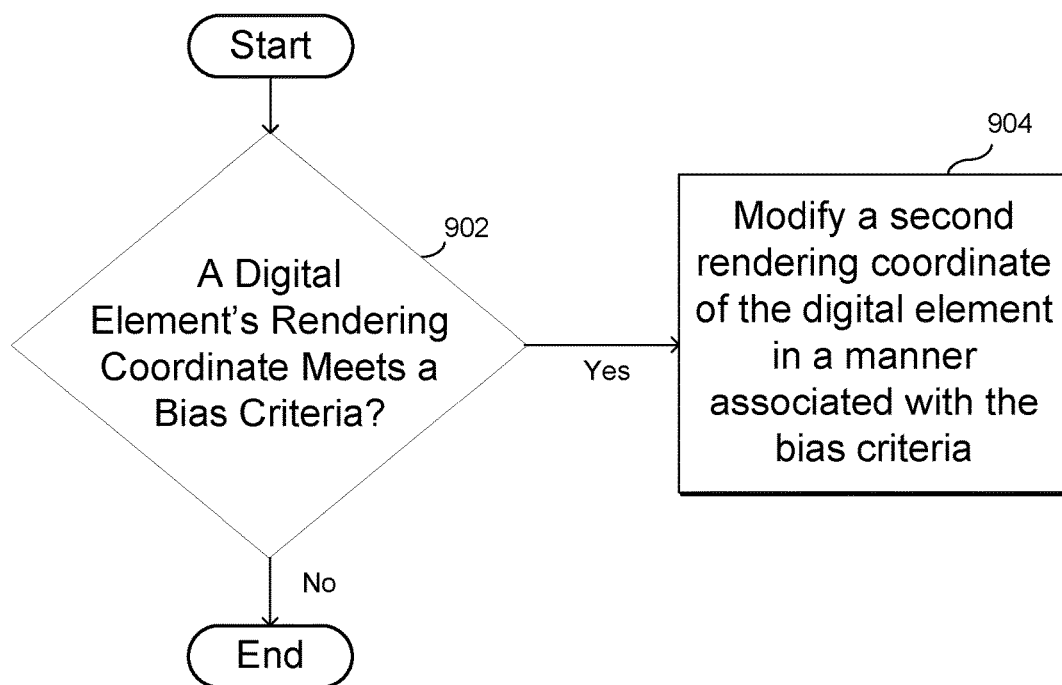 Start
902
A Digital
Element's Rendering
Coordinate Meets a
Bias Criteria?
Yes
904
Modify a second
rendering coordinate
of the digital element
in a manner
associated with the
bias criteria
No
End